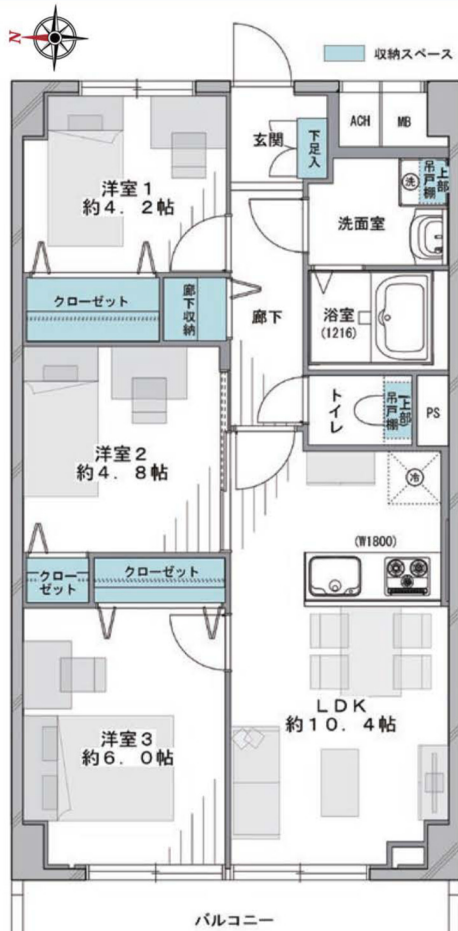 N
収納スペース
玄関
下足入
ACH
MB
洋室1
約4.2帖
洗
上部
吊戸棚
洗面室
クローゼット
廊下収納
廊下
浴室
(1216)
トイレ
上部
吊戸棚
PS
洋室2
約4.8帖
冷
(W1800)
クロー
ゼット
クローゼット
LDK
約10.4帖
洋室3
約6.0帖
バルコニー